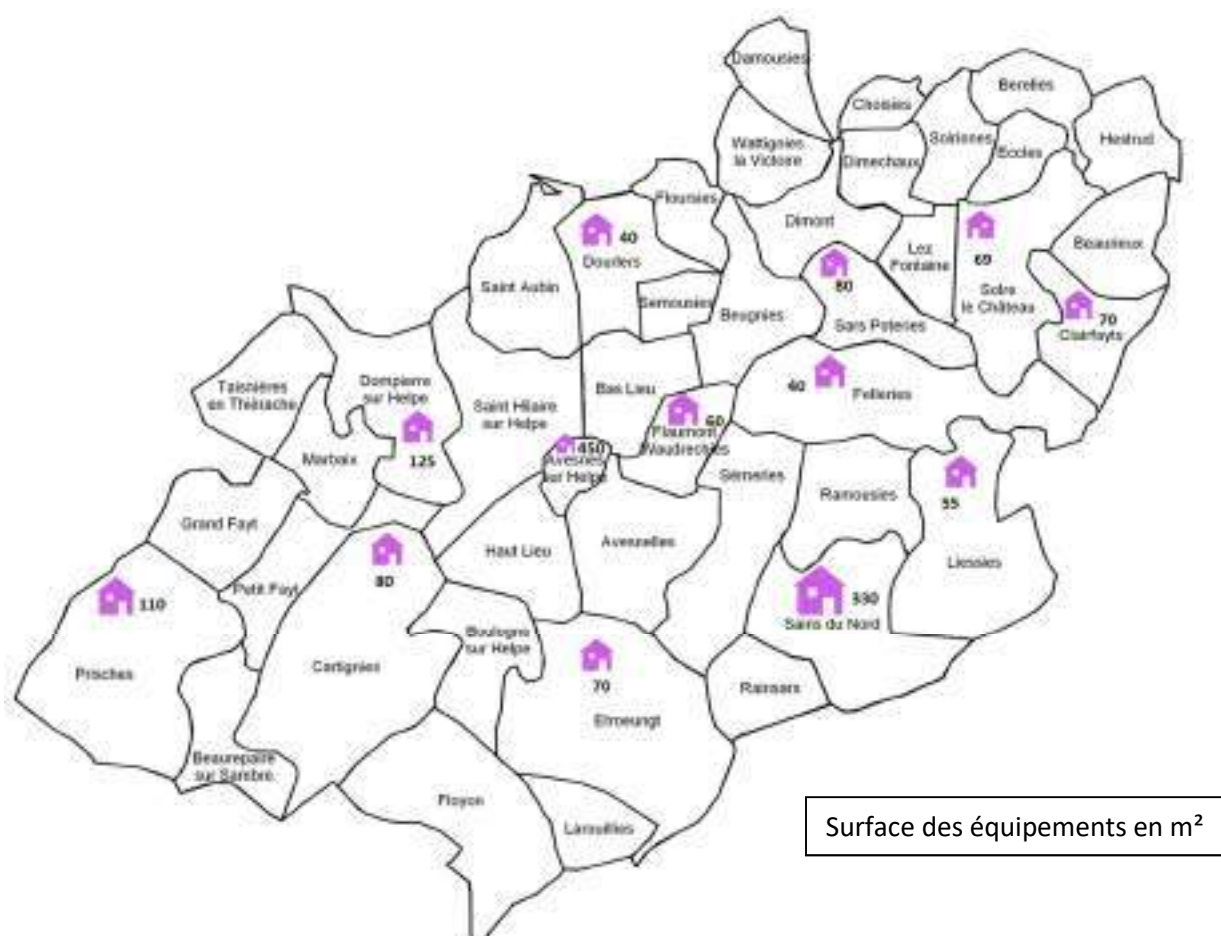 Damousies
Berelles
Choisies
Hestrud
Wattignies
la Victoire
Solrinnes
Eccles
Dimechaux
Floursies
Dimont
40
Dourlers
Lez
Fontaine
69
Beaurieux
Saint Aubin
80
Solre
le Château
Semousies
Beugnies
Sars Poteries
70
Clairfayts
Taisnières
en Thiérache
Dompierre
sur Helpe
Saint Hilaire
sur Helpe
Bas Lieu
40
Felleries
60
Flaumont
Waudrechies
125
Marbaix
450
Avesnes
sur Helpe
Sémeries
Ramousies
55
Grand Fayt
Haut Lieu
Avesnelles
Liessies
80
Petit Fayt
110
330
Sains du Nord
Boulogne
sur Helpe
Prisches
Cartignies
70
Rainsars
Etroeungt
Beaurepaire
sur Sambre
Floyon
Larouillies
Surface des équipements en m²